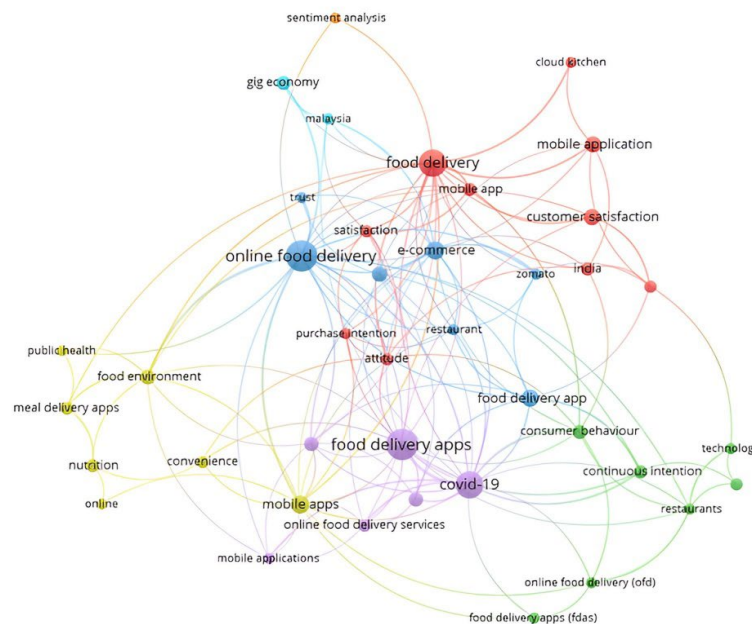 sentiment analysis
cloud kitchen
gig economy
malaysia
mobile application
food delivery
mobile app
trust
customer satisfaction
satisfaction
online food delivery
e-commerce
zomato
india
purchase intention
restaurant
public health
attitude
food environment
meal delivery apps
food delivery app
consumer behaviour
food delivery apps
technolog
nutrition
convenience
continuous intention
covid-19
online
mobile apps
restaurants
online food delivery services
mobile applications
online food delivery (ofd)
food delivery apps (fdas)